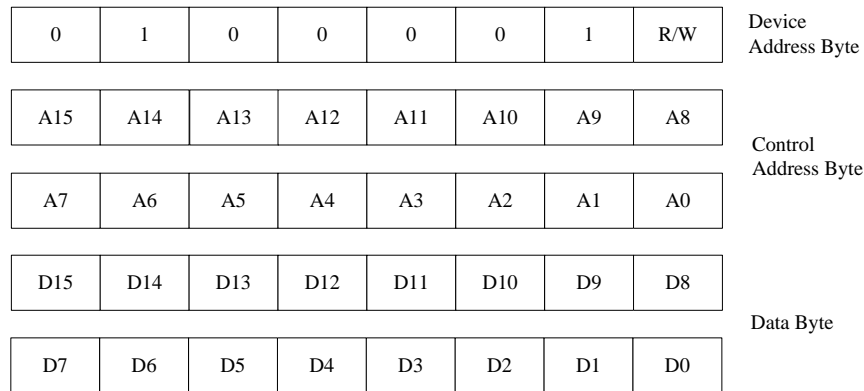 0 1 0 0 0 0 1 R/W
Device
Address Byte
A15 A14 A13 A12 A11 A10 A9 A8
Control
Address Byte
A7 A6 A5 A4 A3 A2 A1 A0
D15 D14 D13 D12 D11 D10 D9 D8
Data Byte
D7 D6 D5 D4 D3 D2 D1 D0